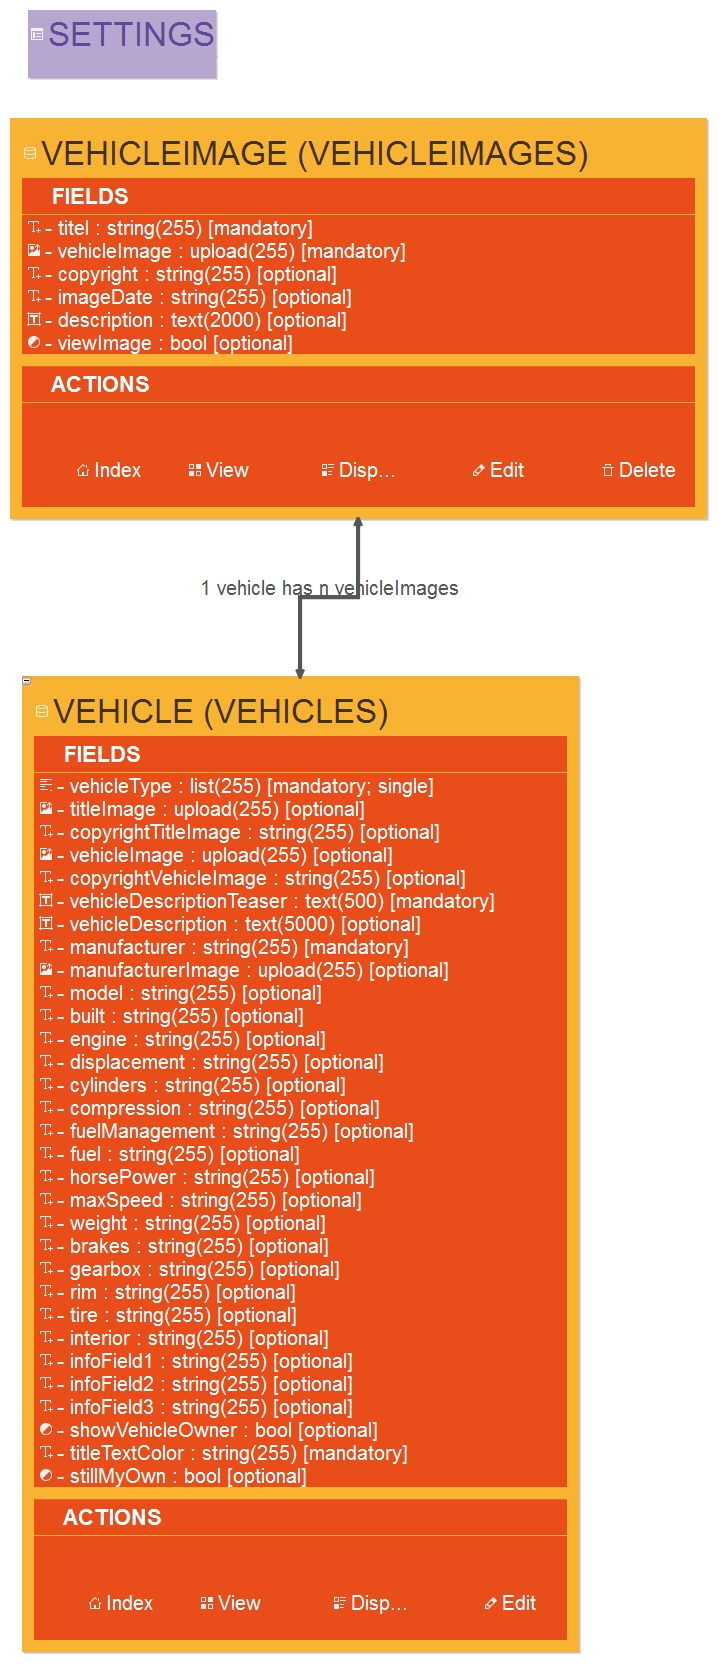 SETTINGS
VEHICLEIMAGE (VEHICLEIMAGES)
FIELDS
- titel : string(255) [mandatory]
- vehicleImage : upload(255) [mandatory]
- copyright : string(255) [optional]
- imageDate : string(255) [optional]
- description : text(2000) [optional]
- viewImage : bool [optional]
ACTIONS
Index View Disp... Edit Delete
1 vehicle has n vehicleImages
VEHICLE (VEHICLES)
FIELDS
- vehicleType : list(255) [mandatory; single]
- titleImage : upload(255) [optional]
- copyrightTitleImage : string(255) [optional]
- vehicleImage : upload(255) [optional]
- copyrightVehicleImage : string(255) [optional]
- vehicleDescriptionTeaser : text(500) [mandatory]
- vehicleDescription : text(5000) [optional]
- manufacturer : string(255) [mandatory]
- manufacturerImage : upload(255) [optional]
- model : string(255) [optional]
- built : string(255) [optional]
- engine : string(255) [optional]
- displacement : string(255) [optional]
- cylinders : string(255) [optional]
- compression : string(255) [optional]
- fuelManagement : string(255) [optional]
- fuel : string(255) [optional]
- horsePower : string(255) [optional]
- maxSpeed : string(255) [optional]
- weight : string(255) [optional]
- brakes : string(255) [optional]
- gearbox : string(255) [optional]
- rim : string(255) [optional]
- tire : string(255) [optional]
- interior : string(255) [optional]
- infoField1 : string(255) [optional]
- infoField2 : string(255) [optional]
- infoField3 : string(255) [optional]
- showVehicleOwner : bool [optional]
- titleTextColor : string(255) [mandatory]
- stillMyOwn : bool [optional]
ACTIONS
Index View Disp... Edit